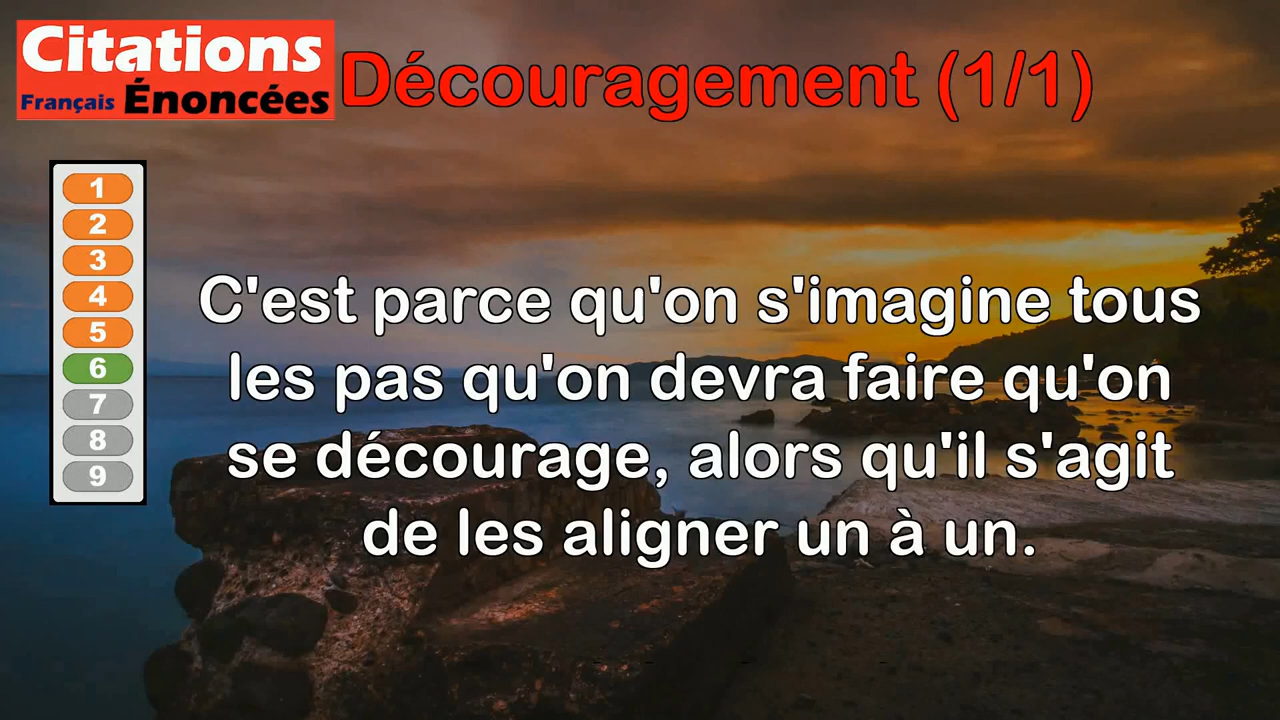 Citations
Français Énoncées
Découragement (1/1)
1
2
3
4
5
6
7
8
9
C'est parce qu'on s'imagine tous
les pas qu'on devra faire qu'on
se décourage, alors qu'il s'agit
de les aligner un à un.